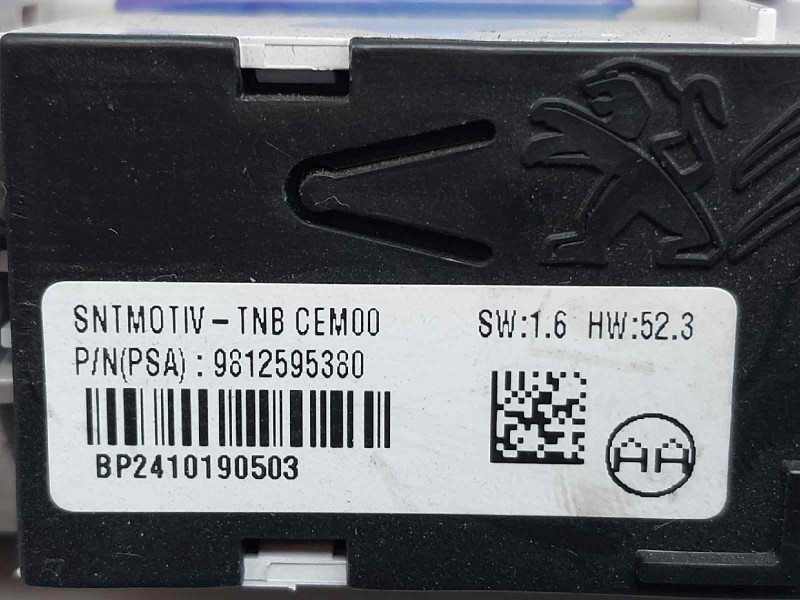 SNTMOTIV-TNB CEM00 SW:1.6 HW:52.3
P/N(PSA) : 9812595380
BP2410190503
AA